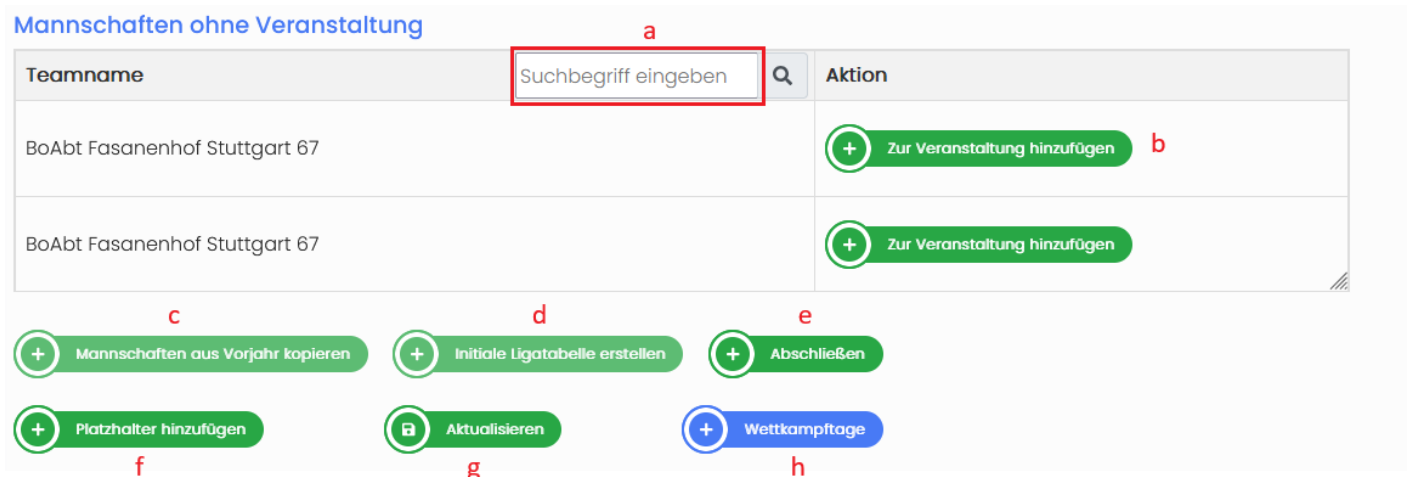 Mannschaften ohne Veranstaltung
a
Teamname Suchbegriff eingeben Aktion
BoAbt Fasanenhof Stuttgart 67 Zur Veranstaltung hinzufügen b
BoAbt Fasanenhof Stuttgart 67 Zur Veranstaltung hinzufügen
c d e
Mannschaften aus Vorjahr kopieren Initiale Ligatabelle erstellen Abschließen
Platzhalter hinzufügen Aktualisieren Wettkampftage
f g h